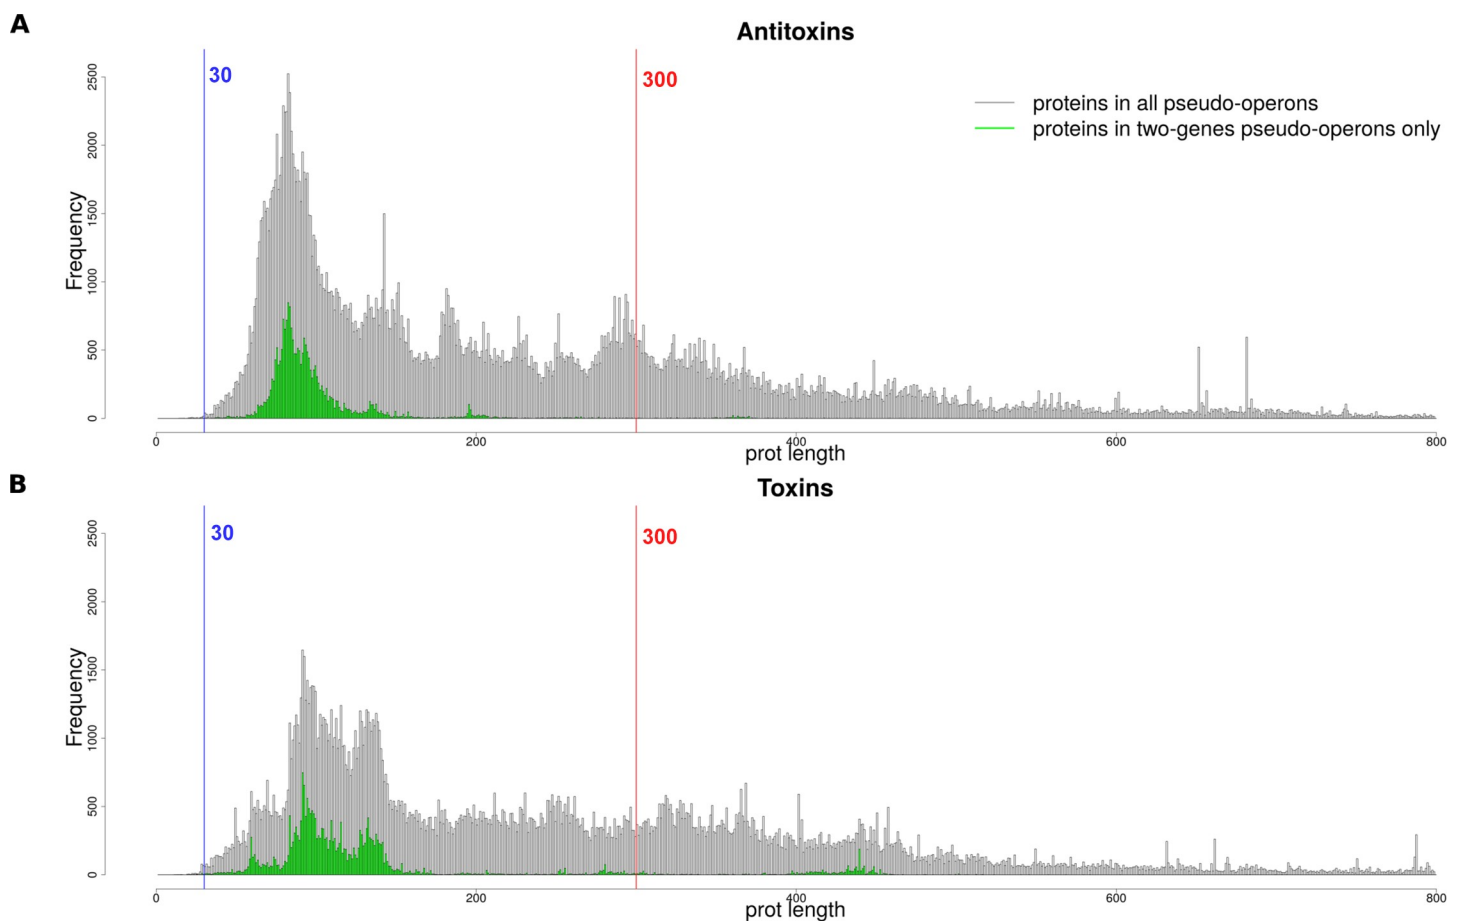 A
Antitoxins
30
300
proteins in all pseudo-operons
proteins in two-genes pseudo-operons only
Frequency
2500
2000
1500
1000
500
0
0 200 400 600 800
prot length
B
Toxins
30
300
Frequency
2500
2000
1500
1000
500
0
0 200 400 600 800
prot length